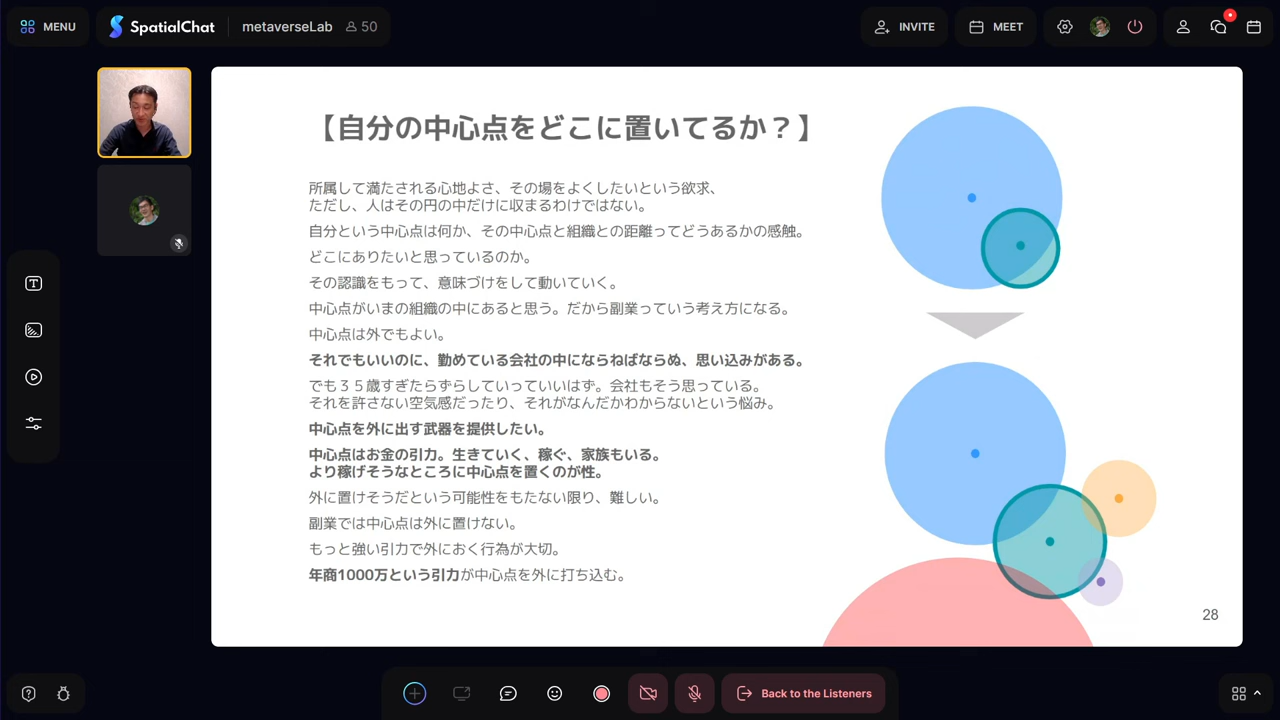 MENU
SpatialChat
metaverseLab
50
INVITE
MEET
【自分の中心点をどこに置いてるか？】
所属して満たされる心地よさ、その場をよくしたいという欲求、
ただし、人はその円の中だけに収まるわけではない。
自分という中心点は何か、その中心点と組織との距離ってどうあるかの感触。
どこにありたいと思っているのか。
その認識をもって、意味づけをして動いていく。
中心点がいまの組織の中にあると思う。だから副業っていう考え方になる。
中心点は外でもよい。
それでもいいのに、勤めている会社の中にならねばならぬ、思い込みがある。
でも３５歳すぎたらずらしていっていいはず。会社もそう思っている。
それを許さない空気感だったり、それがなんだかわからないという悩み。
中心点を外に出す武器を提供したい。
中心点はお金の引力。生きていく、稼ぐ、家族もいる。
より稼げそうなところに中心点を置くのが性。
外に置けそうだという可能性をもたない限り、難しい。
副業では中心点は外に置けない。
もっと強い引力で外におく行為が大切。
年商1000万という引力が中心点を外に打ち込む。
28
Back to the Listeners